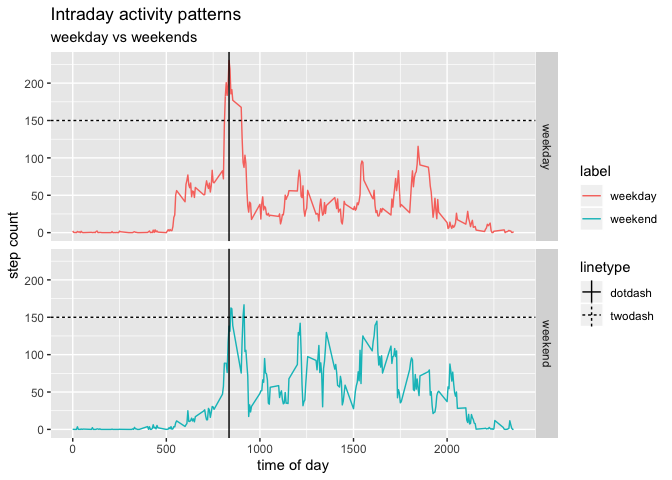 Intraday activity patterns
weekday vs weekends
step count
200
150
100
50
0
weekday
200
150
100
50
0
weekend
0 500 1000 1500 2000
time of day
label
weekday
weekend
linetype
dotdash
twodash